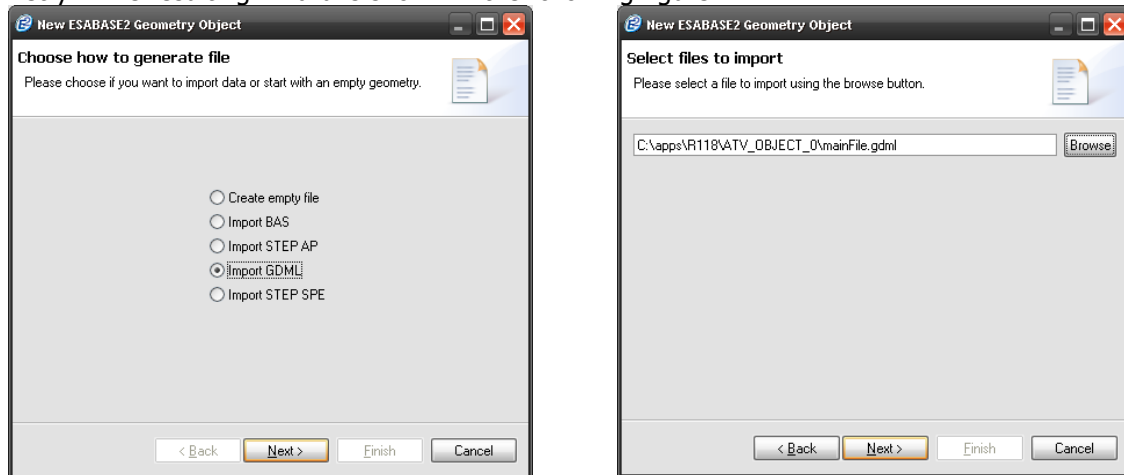 New ESABASE2 Geometry Object
Choose how to generate file
Please choose if you want to import data or start with an empty geometry.
Create empty file
Import BAS
Import STEP AP
Import GDML
Import STEP SPE
< Back Next > Finish Cancel
New ESABASE2 Geometry Object
Select files to import
Please select a file to import using the browse button.
C:\apps\R118\ATV_OBJECT_0\mainFile.gdml Browse
< Back Next > Finish Cancel